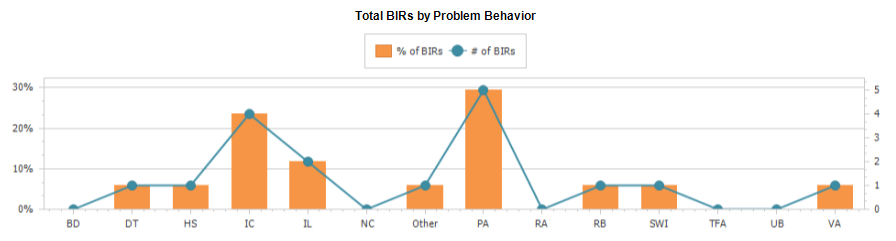 Total BIRs by Problem Behavior
% of BIRs # of BIRs
30% 5
4
20%
3
10% 2
1
0% 0
BD DT HS IC IL NC Other PA RA RB SWI TFA UB VA